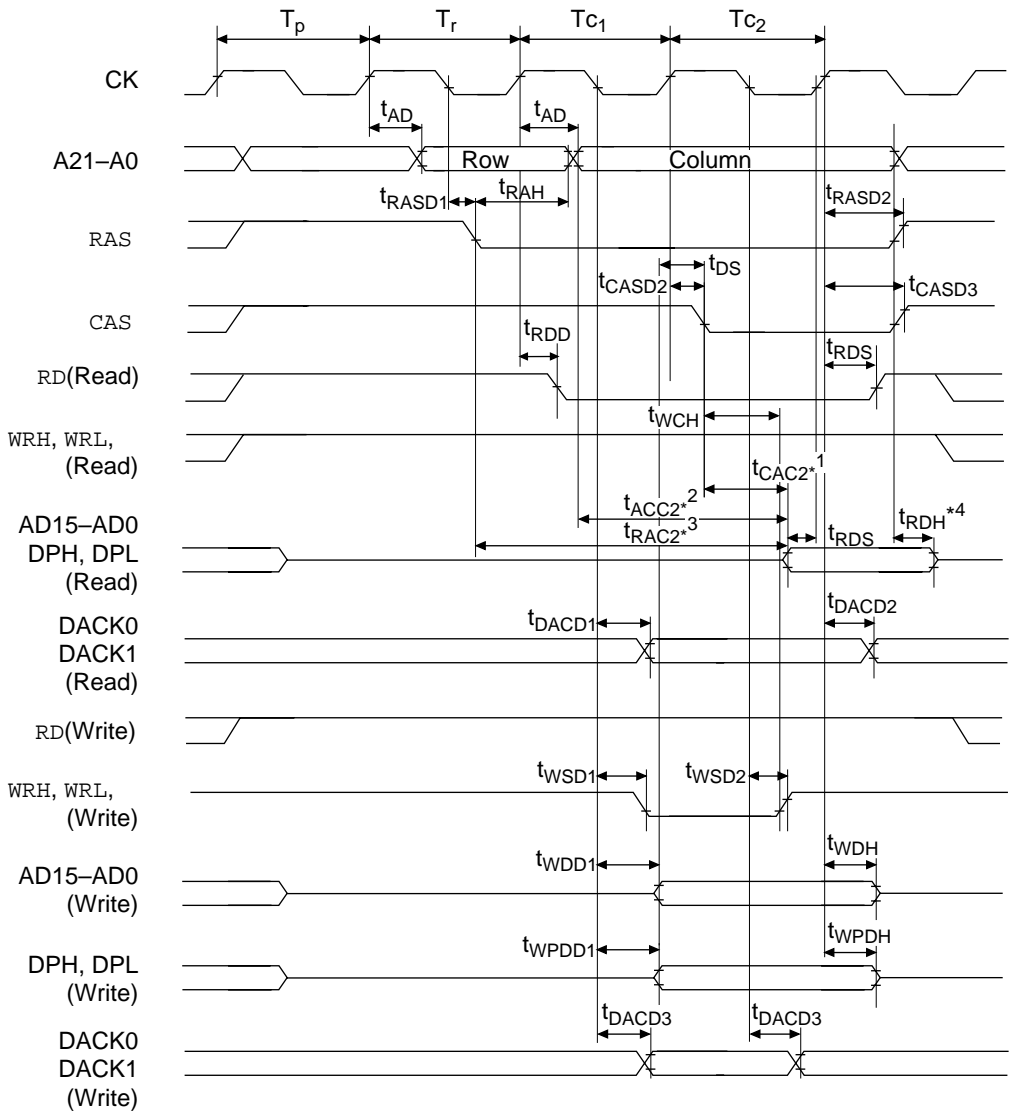 Tp Tr Tc1 Tc2
CK
tAD tAD
A21–A0 Row Column
tRASD1 tRAH tRASD2
RAS
tDS
tCASD2 tCASD3
CAS
tRDD tRDS
RD(Read)
tWCH
WRH, WRL,
(Read)
tCAC2*1
tACC2*2
AD15–AD0
tRDH*4
tRAC2*3
DPH, DPL tRDS
(Read)
DACK0
tDACD1 tDACD2
DACK1
(Read)
RD(Write)
tWSD1 tWSD2
WRH, WRL,
(Write)
tWDD1 tWDH
AD15–AD0
(Write)
tWPDD1 tWPDH
DPH, DPL
(Write)
tDACD3 tDACD3
DACK0
DACK1
(Write)